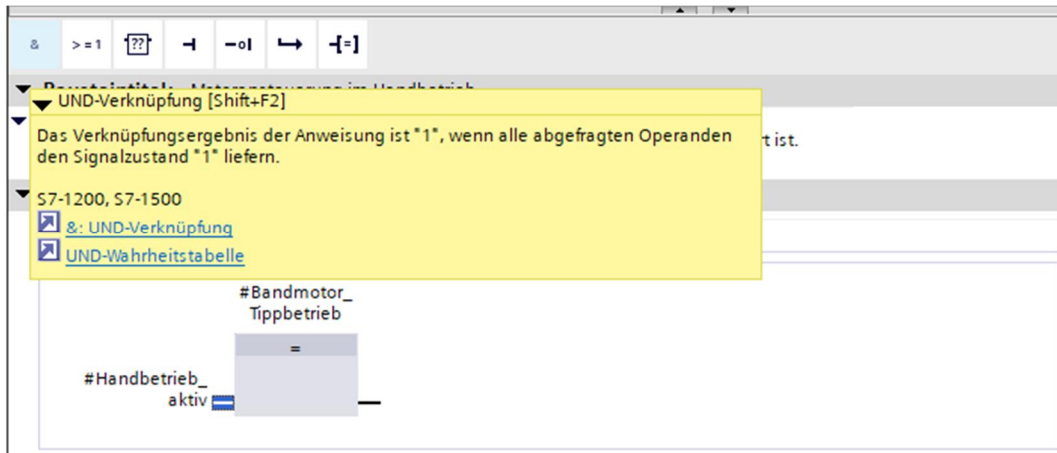 & >=1 ?? ⊣ -o| ↦ -[=]
UND-Verknüpfung [Shift+F2]
Das Verknüpfungsergebnis der Anweisung ist "1", wenn alle abgefragten Operanden
den Signalzustand "1" liefern.
t ist.
S7-1200, S7-1500
&: UND-Verknüpfung
UND-Wahrheitstabelle
#Bandmotor_
Tippbetrieb
=
#Handbetrieb_
aktiv